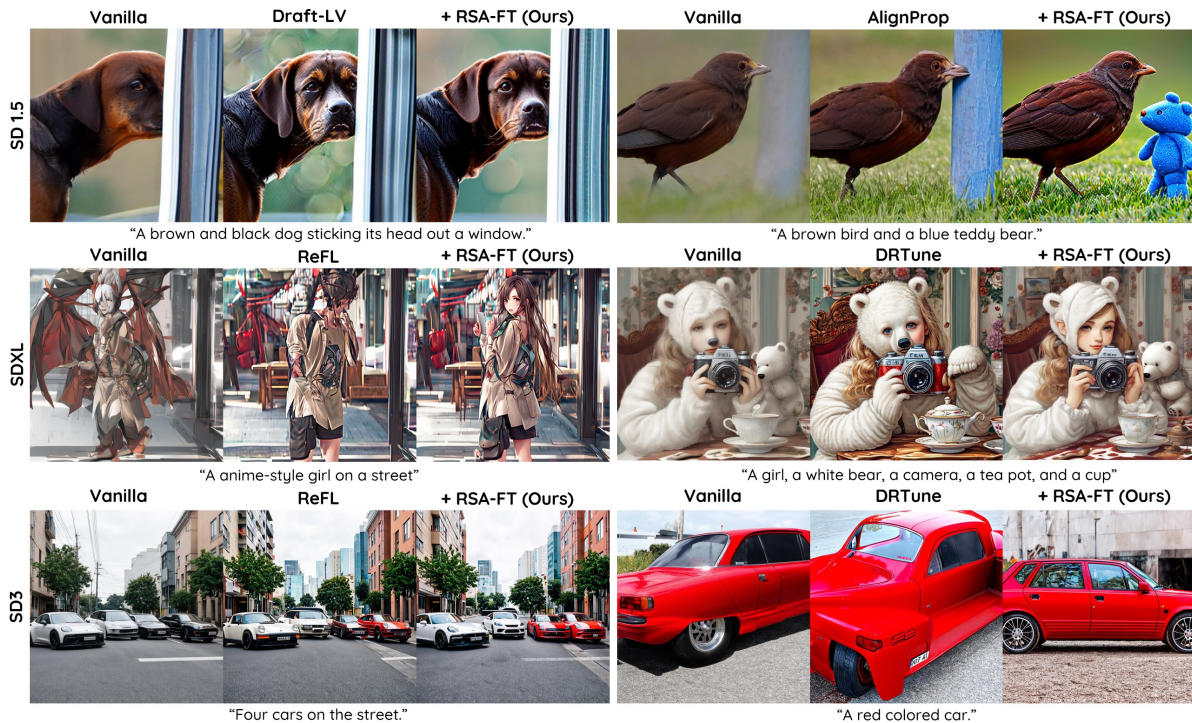 Vanilla Draft-LV + RSA-FT (Ours) Vanilla AlignProp + RSA-FT (Ours)
SD 1.5
“A brown and black dog sticking its head out a window.” “A brown bird and a blue teddy bear.”
Vanilla ReFL + RSA-FT (Ours) Vanilla DRTune + RSA-FT (Ours)
SDXL
“A anime-style girl on a street” “A girl, a white bear, a camera, a tea pot, and a cup”
Vanilla ReFL + RSA-FT (Ours) Vanilla DRTune + RSA-FT (Ours)
SD3
“Four cars on the street.” “A red colored car.”